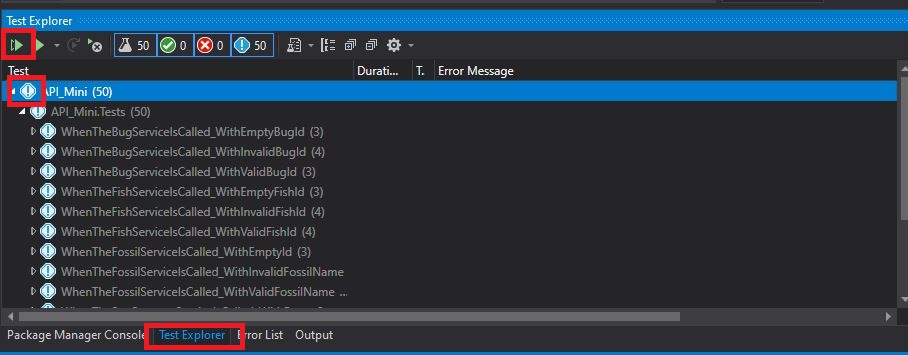 Test Explorer
50 0 0 50
Test Durati... T. Error Message
API_Mini (50)
API_Mini.Tests (50)
WhenTheBugServiceIsCalled_WithEmptyBugId (3)
WhenTheBugServiceIsCalled_WithInvalidBugId (4)
WhenTheBugServiceIsCalled_WithValidBugId (3)
WhenTheFishServiceIsCalled_WithEmptyFishId (3)
WhenTheFishServiceIsCalled_WithInvalidFishId (4)
WhenTheFishServiceIsCalled_WithValidFishId (4)
WhenTheFossilServiceIsCalled_WithEmptyId (3)
WhenTheFossilServiceIsCalled_WithInvalidFossilName
WhenTheFossilServiceIsCalled_WithValidFossilName ...
Package Manager Console Test Explorer Error List Output